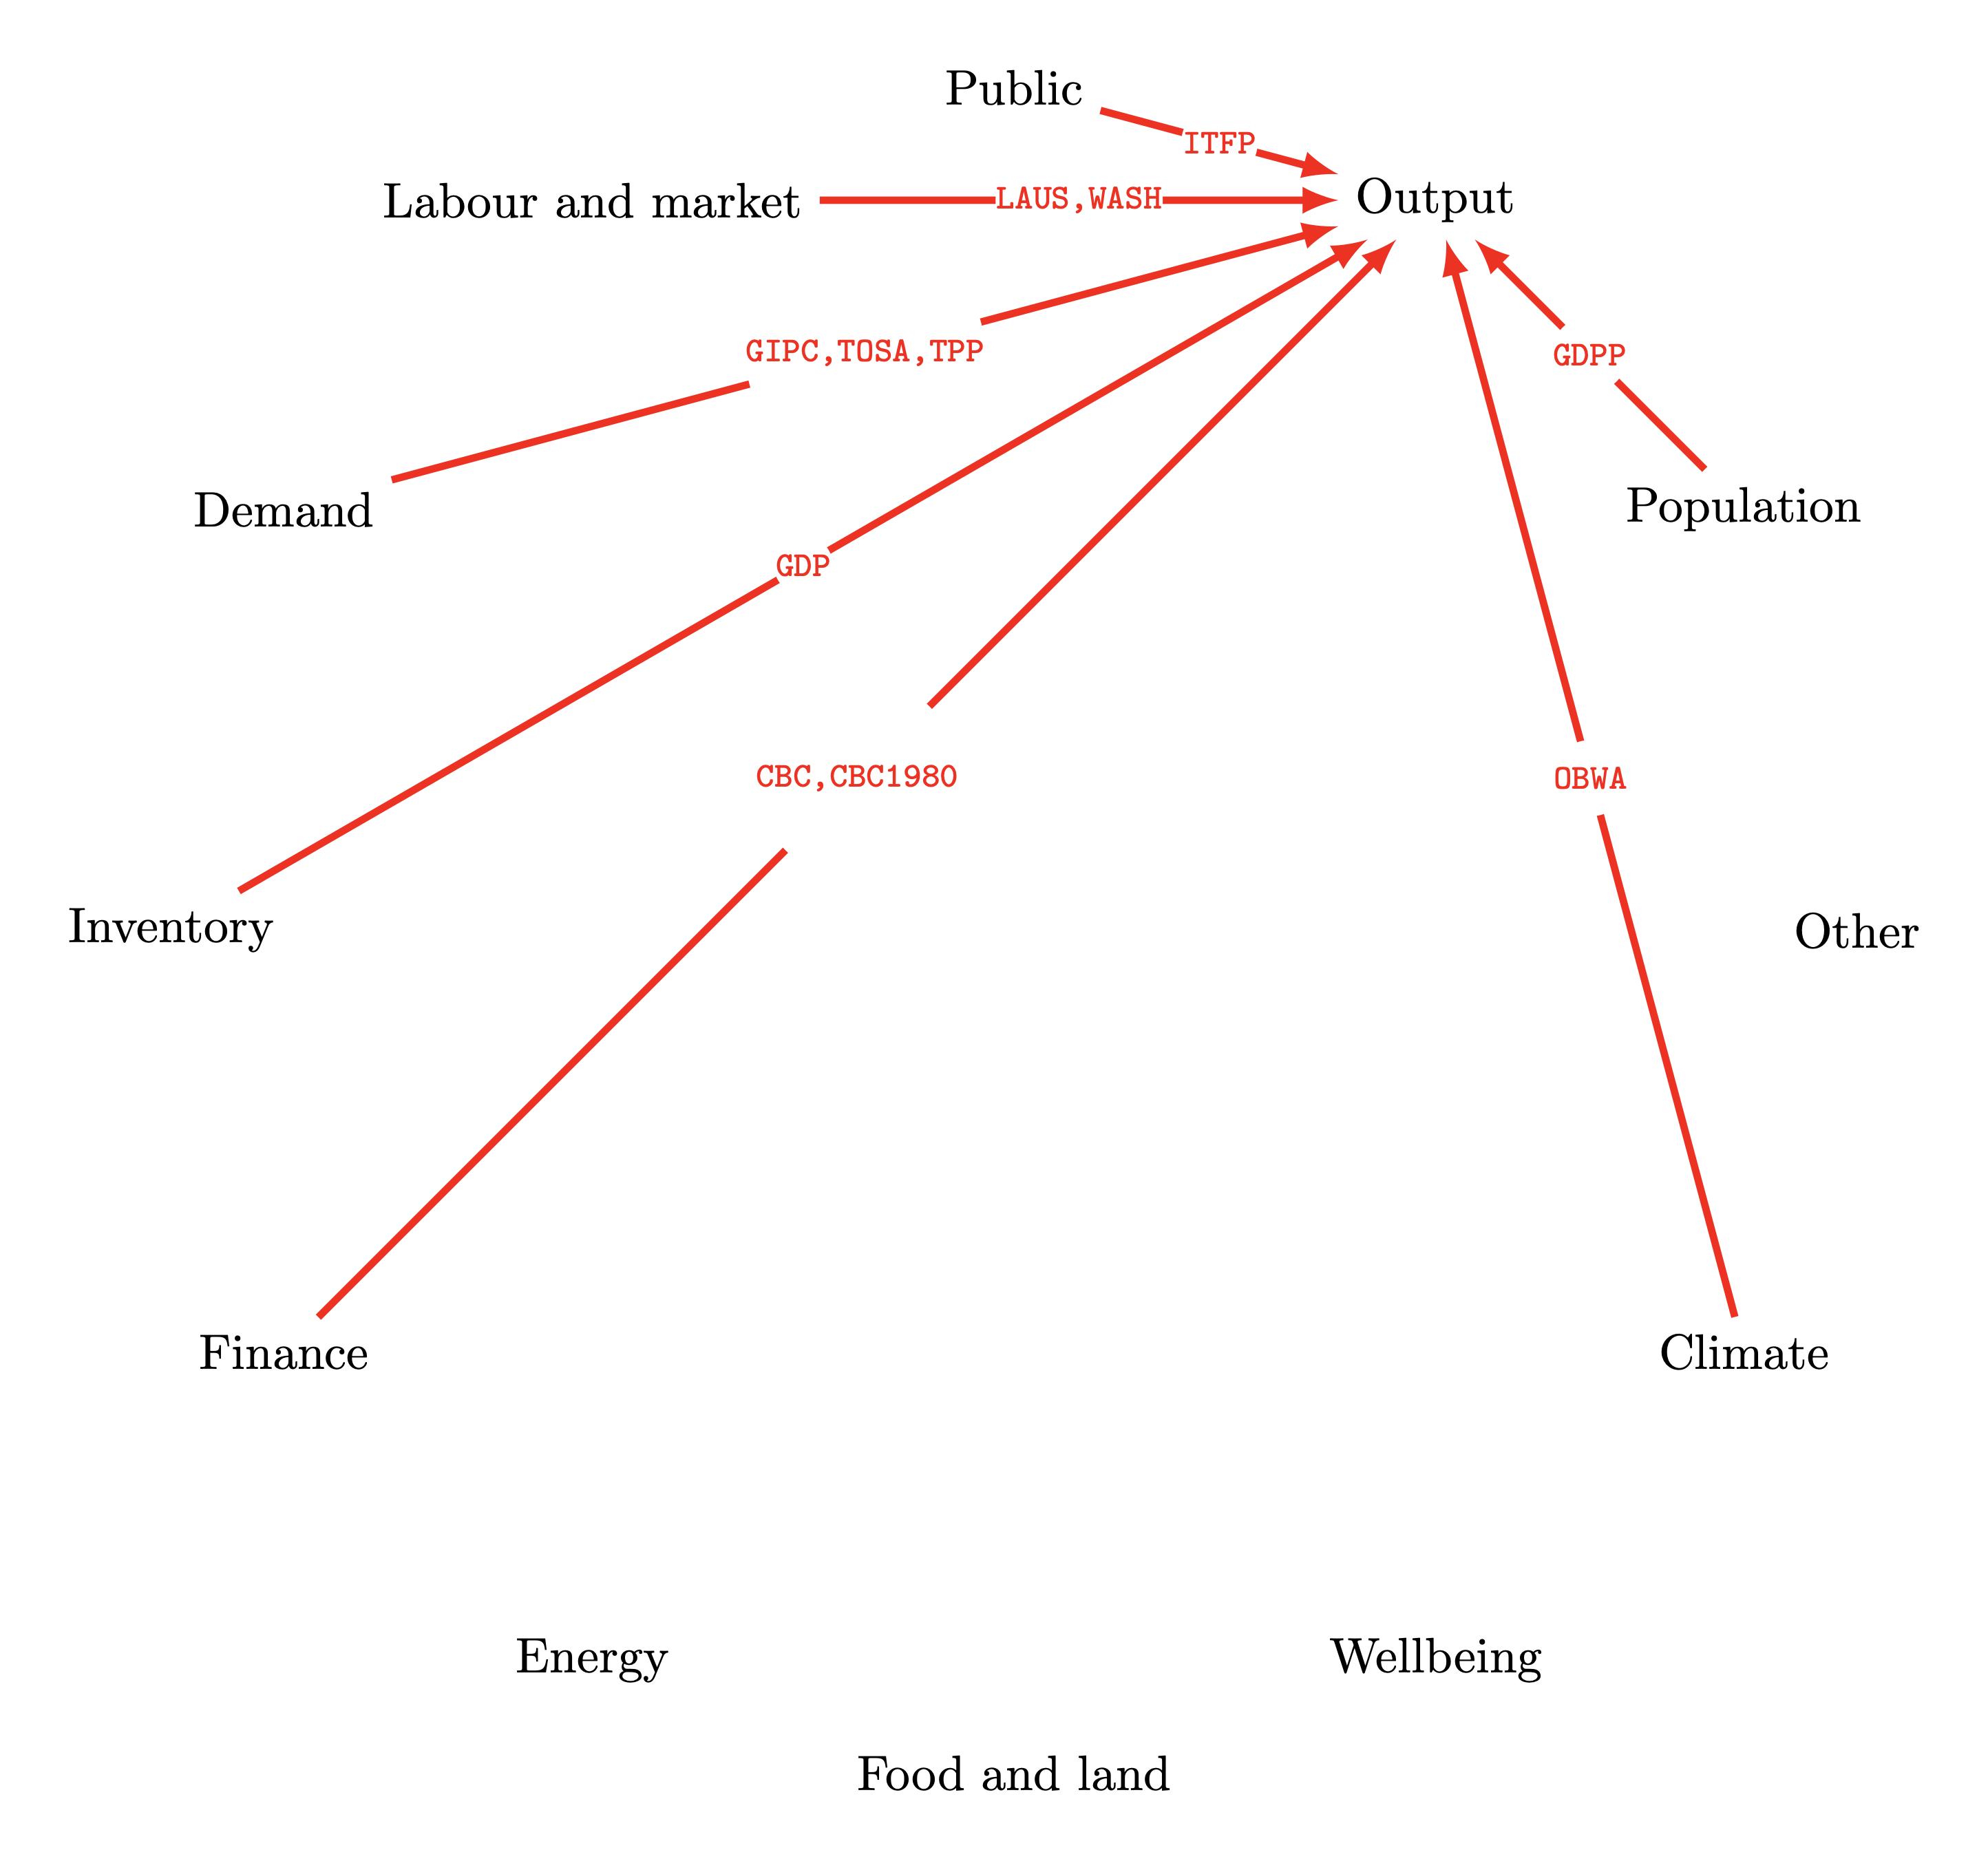 Public
ITFP
Labour and market
LAUS,WASH
Output
CIPC,TOSA,TPP
GDPP
Demand
Population
GDP
CBC,CBC1980
OBWA
Inventory
Other
Finance
Climate
Energy
Wellbeing
Food and land